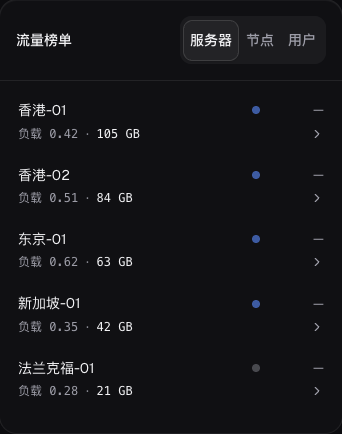 流量榜单
服务器 节点 用户
香港-01 —
负载 0.42 · 105 GB
香港-02 —
负载 0.51 · 84 GB
东京-01 —
负载 0.62 · 63 GB
新加坡-01 —
负载 0.35 · 42 GB
法兰克福-01 —
负载 0.28 · 21 GB